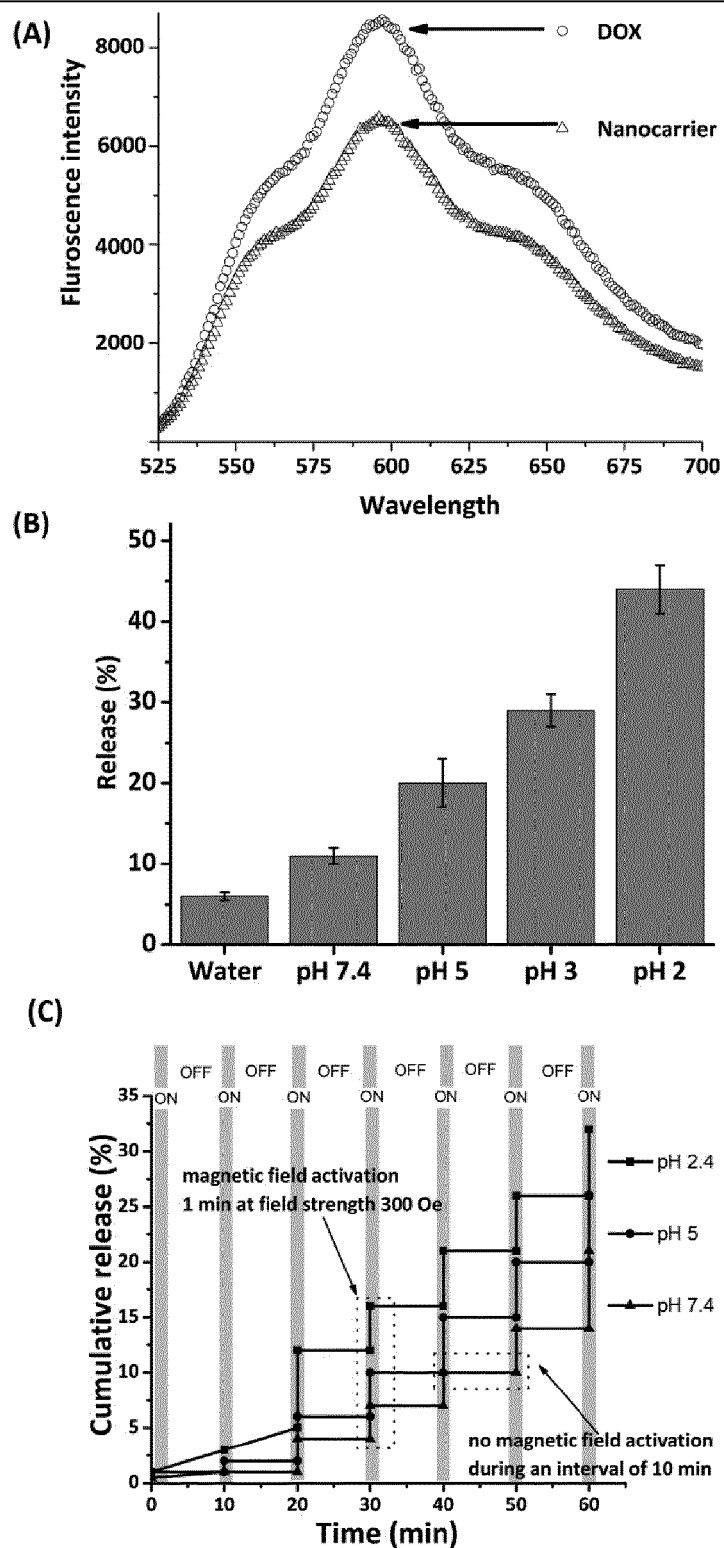 (A)
DOX
Nanocarrier
Fluroscence intensity
8000
6000
4000
2000
525 550 575 600 625 650 675 700
Wavelength
(B)
Release (%)
50
40
30
20
10
0
Water pH 7.4 pH 5 pH 3 pH 2
(C)
OFF OFF OFF OFF OFF OFF
ON ON ON ON ON ON ON
Cumulative release (%)
35
30
25
20
15
10
5
0
magnetic field activation
1 min at field strength 300 Oe
pH 2.4
pH 5
pH 7.4
no magnetic field activation
during an interval of 10 min
0 10 20 30 40 50 60
Time (min)